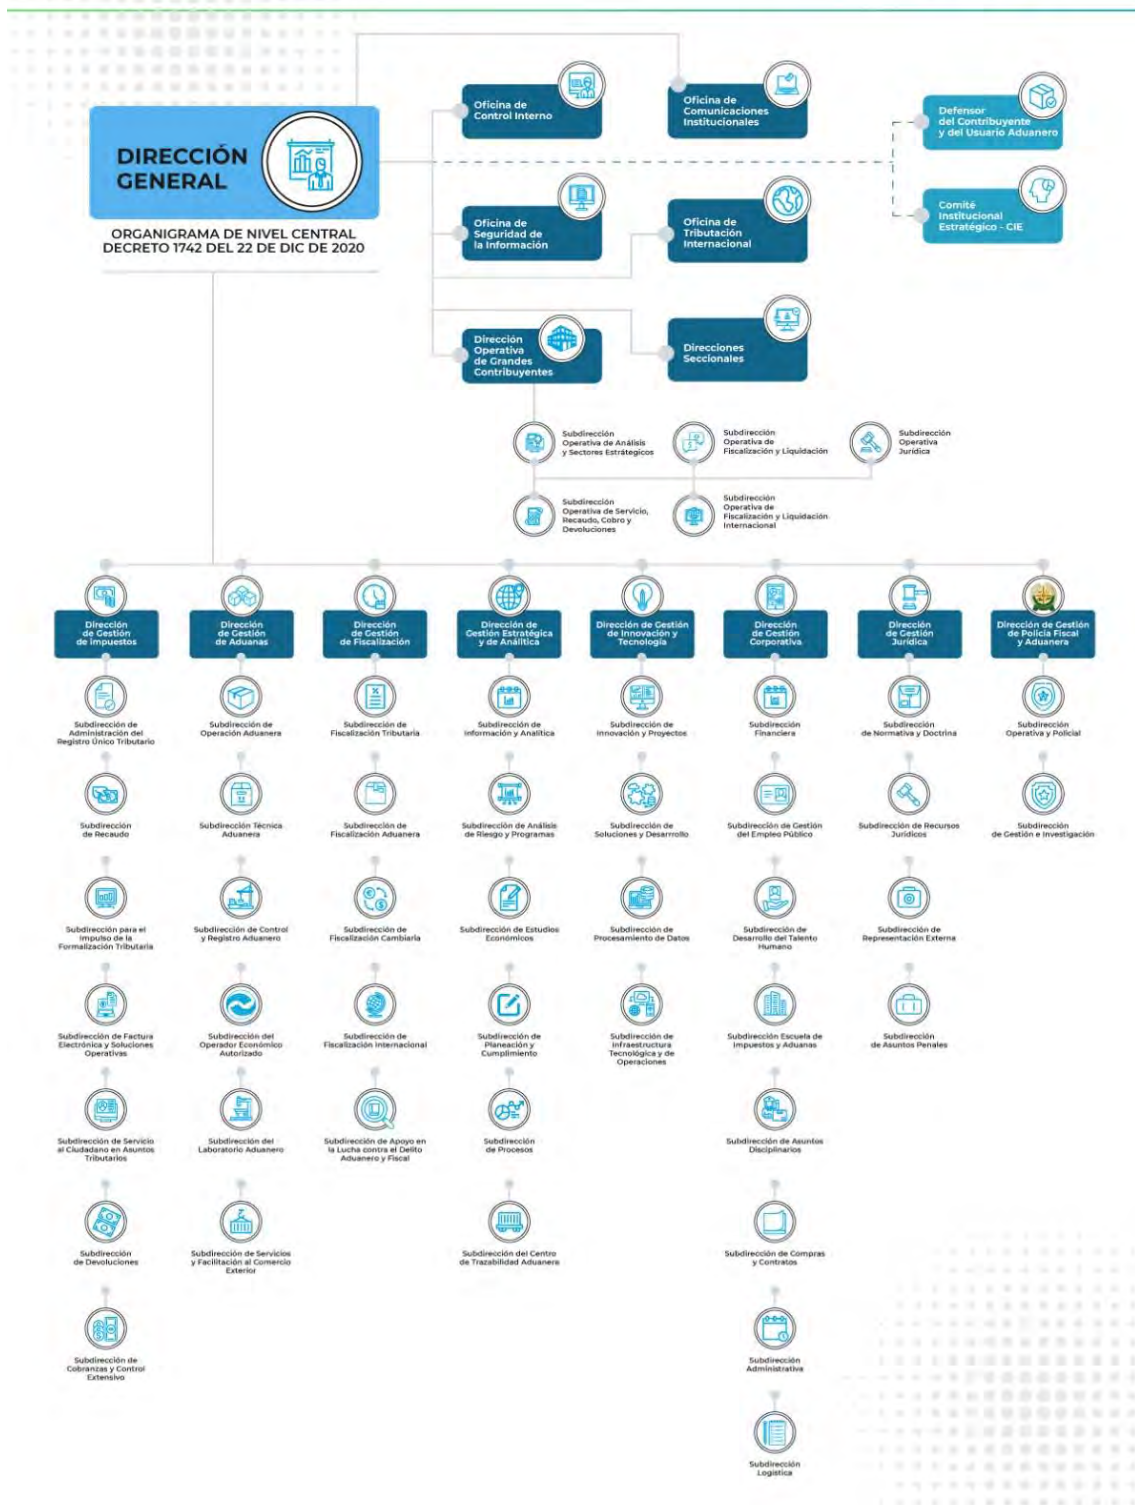 DIRECCIÓN
GENERAL
ORGANIGRAMA DE NIVEL CENTRAL
DECRETO 1742 DEL 22 DE DIC DE 2020
Oficina de
Control Interno
Oficina de
Comunicaciones
Institucionales
Defensor
del Contribuyente
y del Usuario Aduanero
Oficina de
Seguridad de
la Información
Oficina de
Tributación
Internacional
Comité
Institucional
Estratégico - CIE
Dirección
Operativa
de Grandes
Contribuyentes
Direcciones
Seccionales
Subdirección
Operativa de Análisis
y Sectores Estrátegicos
Subdirección
Operativa de
Fiscalización y Liquidación
Subdirección
Operativa
Jurídica
Subdirección
Operativa de Servicio,
Recaudo, Cobro y
Devoluciones
Subdirección
Operativa de
Fiscalización y Liquidación
Internacional
Dirección
de Gestión
de Impuestos
Dirección
de Gestión
de Aduanas
Dirección
de Gestión
de Fiscalización
Dirección de
Gestión Estratégica
y de Análitica
Dirección de Gestión
de Innovación y
Tecnología
Dirección
de Gestión
Corporativa
Dirección
de Gestión
Jurídica
Dirección de Gestión
de Policía Fiscal
y Aduanera
Subdirección de
Administración del
Registro Único Tributario
Subdirección de
Operación Aduanera
Subdirección de
Fiscalización Tributaria
Subdirección de
Información y Analítica
Subdirección de
Innovación y Proyectos
Subdirección
Financiera
Subdirección
de Normativa y Doctrina
Subdirección
Operativa y Policial
Subdirección
de Recaudo
Subdirección Técnica
Aduanera
Subdirección de
Fiscalización Aduanera
Subdirección de Análisis
de Riesgo y Programas
Subdirección de
Soluciones y Desarrollo
Subdirección de Gestión
del Empleo Público
Subdirección de Recursos
Jurídicos
Subdirección
de Gestión e Investigación
Subdirección para el
Impulso de la
Formalización Tributaria
Subdirección de Control
y Registro Aduanero
Subdirección de
Fiscalización Cambiaria
Subdirección de Estudios
Económicos
Subdirección de
Procesamiento de Datos
Subdirección de
Desarrollo del Talento
Humano
Subdirección de
Representación Externa
Subdirección de Factura
Electrónica y Soluciones
Operativas
Subdirección del
Operador Económico
Autorizado
Subdirección de
Fiscalización Internacional
Subdirección de
Planeación y
Cumplimiento
Subdirección de
Infraestructura
Tecnológica y de
Operaciones
Subdirección Escuela de
Impuestos y Aduanas
Subdirección
de Asuntos Penales
Subdirección de Servicio
al Ciudadano en Asuntos
Tributarios
Subdirección del
Laboratorio Aduanero
Subdirección de Apoyo en
la Lucha contra el Delito
Aduanero y Fiscal
Subdirección
de Procesos
Subdirección de Asuntos
Disciplinarios
Subdirección
de Devoluciones
Subdirección de Servicios
y Facilitación al Comercio
Exterior
Subdirección del Centro
de Trazabilidad Aduanera
Subdirección de Compras
y Contratos
Subdirección de
Cobranzas y Control
Extensivo
Subdirección
Administrativa
Subdirección
Logística